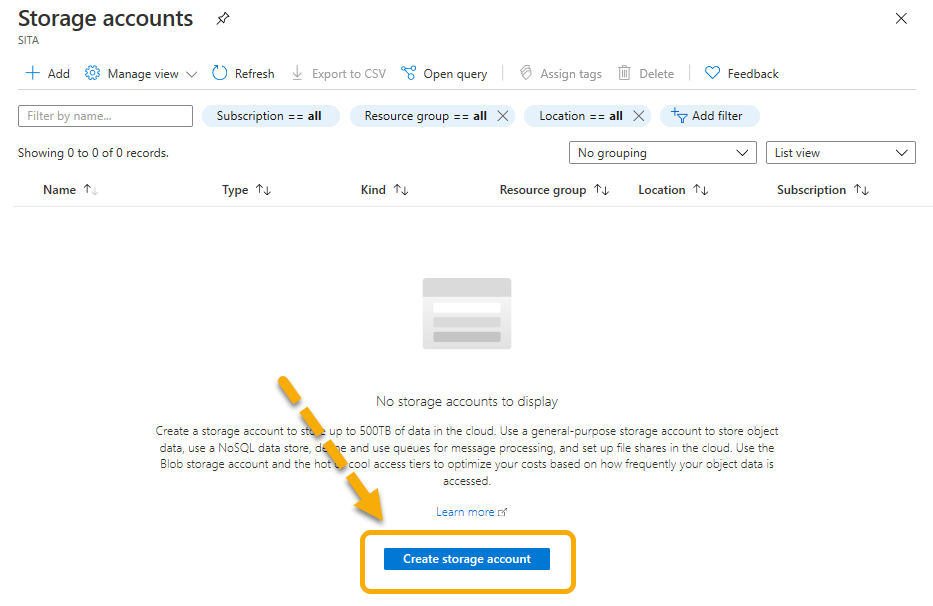 Storage accounts
SITA
Add Manage view Refresh Export to CSV Open query Assign tags Delete Feedback
Filter by name... Subscription == all Resource group == all Location == all Add filter
Showing 0 to 0 of 0 records. No grouping List view
Name Type Kind Resource group Location Subscription
No storage accounts to display
Create a storage account to up to 500TB of data in the cloud. Use a general-purpose storage account to store object
data, use a NoSQL data store, and use queues for message processing, and set up file shares in the cloud. Use the
Blob storage account and the hot cool access tiers to optimize your costs based on how frequently your object data is
accessed.
Learn more
Create storage account